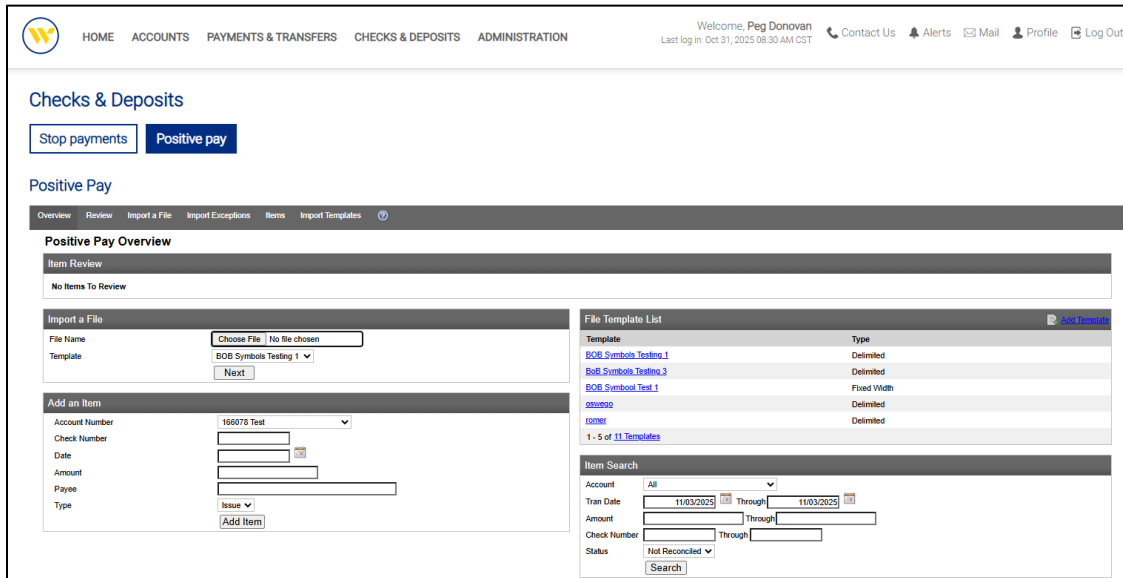 W
HOME ACCOUNTS PAYMENTS & TRANSFERS CHECKS & DEPOSITS ADMINISTRATION
Welcome, Peg Donovan
Last log in: Oct 31, 2025 08:30 AM CST
Contact Us Alerts Mail Profile Log Out
Checks & Deposits
Stop payments Positive pay
Positive Pay
Overview Review Import a File Import Exceptions Items Import Templates ?
Positive Pay Overview
Item Review
No Items To Review
Import a File
File Name Choose File No file chosen
Template BOB Symbols Testing 1
Next
Add an Item
Account Number 166078 Test
Check Number
Date
Amount
Payee
Type Issue
Add Item
File Template List Add Template
Template Type
BOB Symbols Testing 1 Delimited
BoB Symbols Testing 3 Delimited
BOB Symbool Test 1 Fixed Width
oswego Delimited
romer Delimited
1 - 5 of 11 Templates
Item Search
Account All
Tran Date 11/03/2025 Through 11/03/2025
Amount Through
Check Number Through
Status Not Reconciled
Search